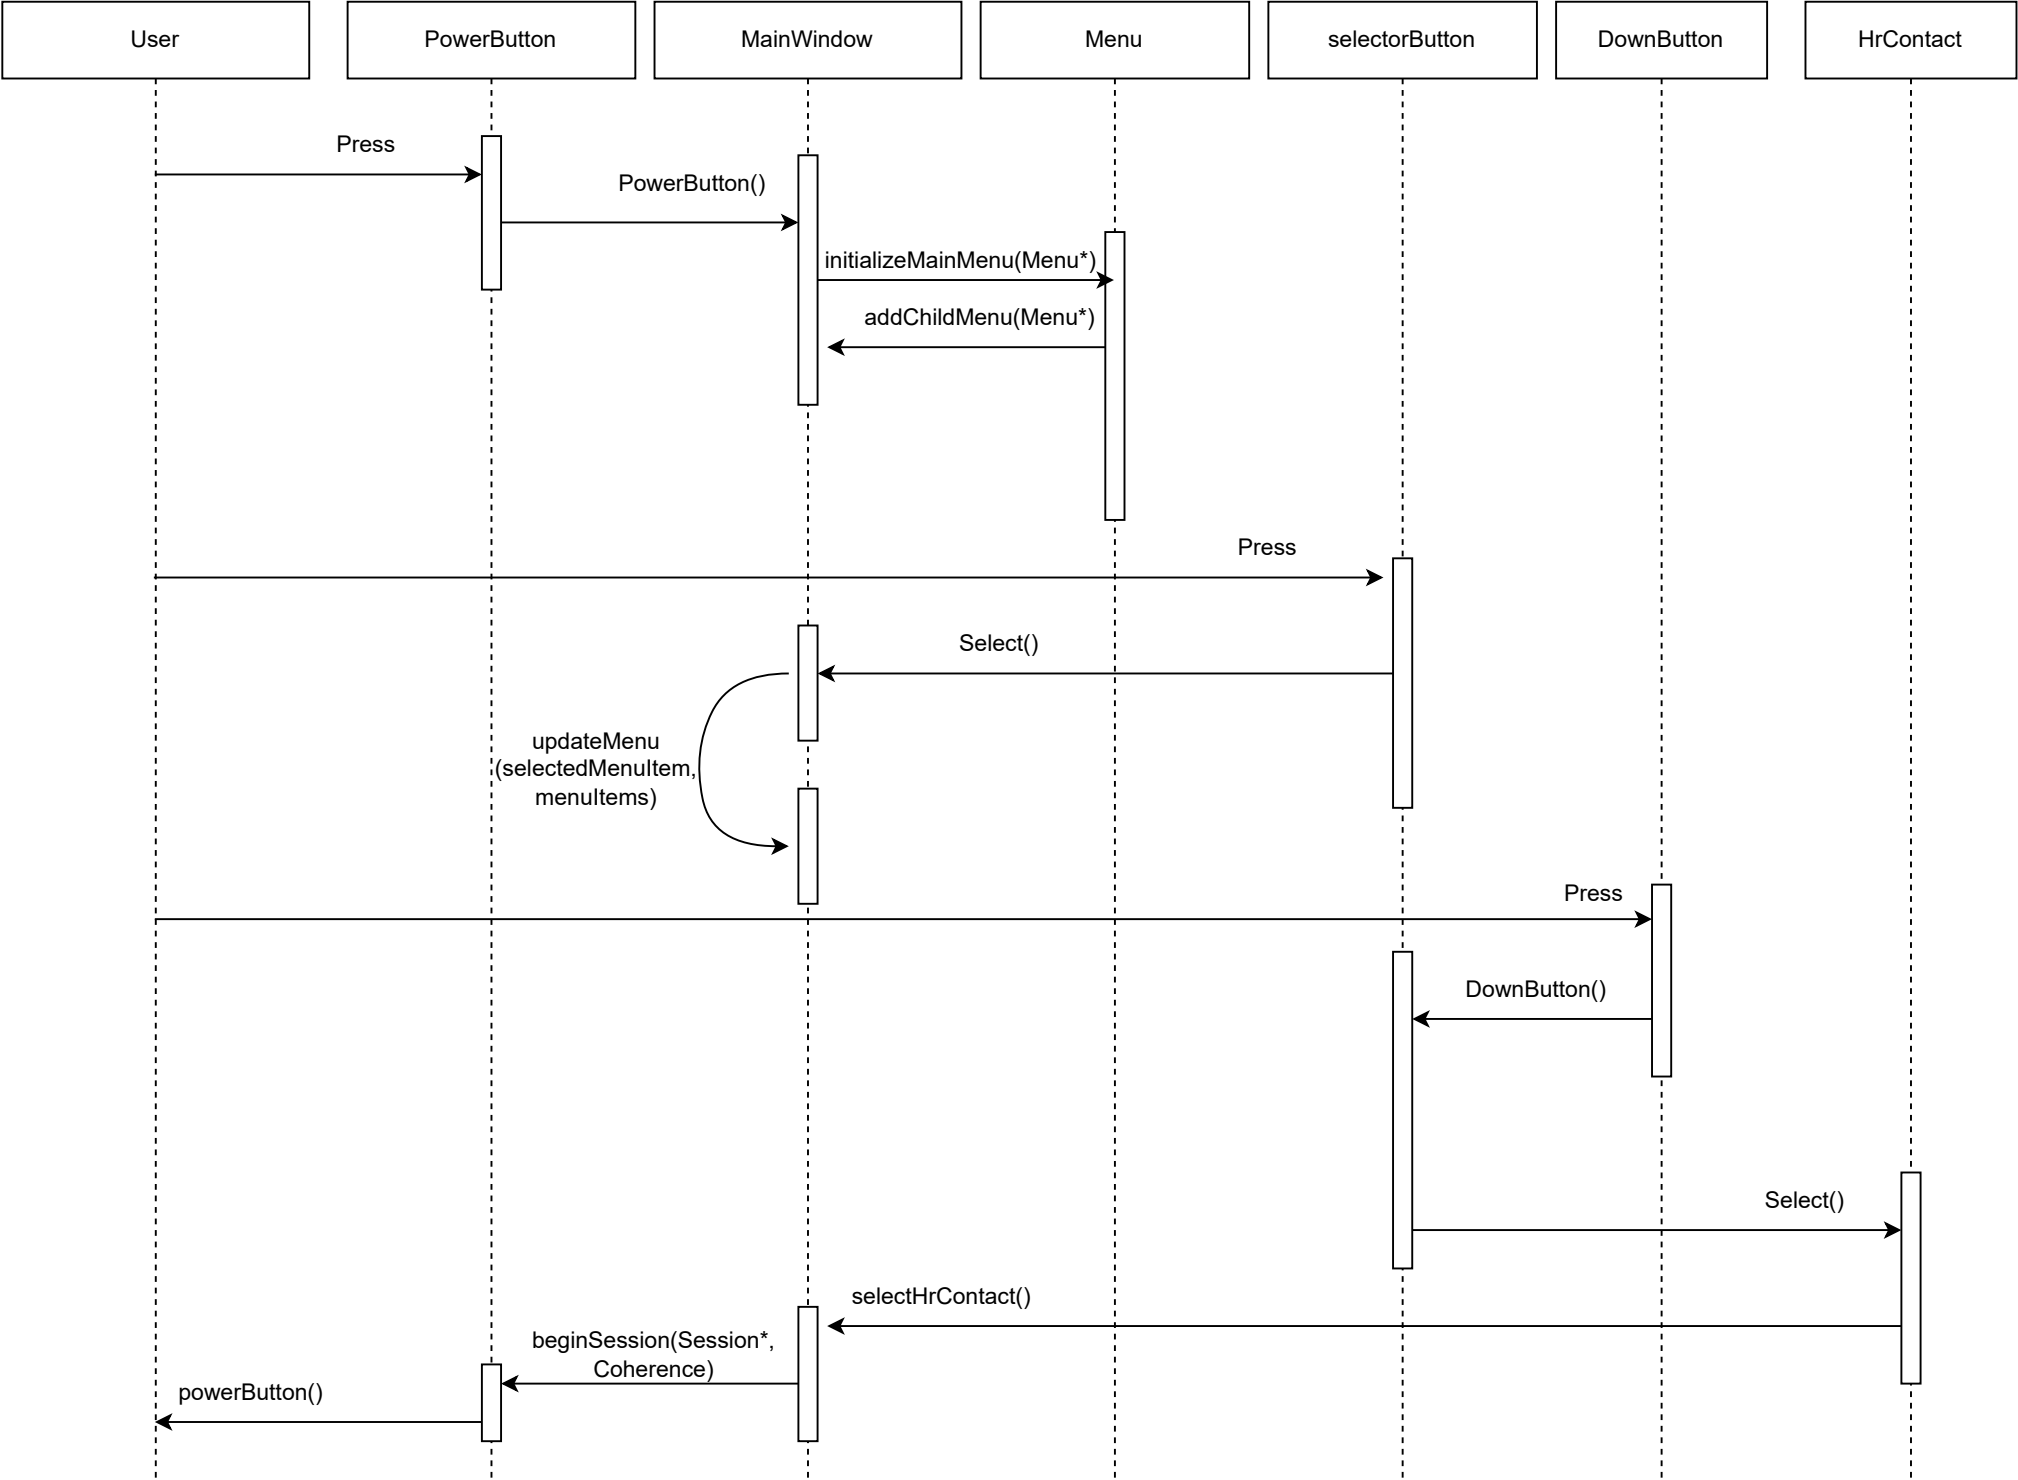 User
PowerButton
MainWindow
Menu
selectorButton
DownButton
HrContact
Press
PowerButton()
initializeMainMenu(Menu*)
addChildMenu(Menu*)
Press
Select()
updateMenu
(selectedMenuItem,
menuItems)
Press
DownButton()
Select()
selectHrContact()
beginSession(Session*,
Coherence)
powerButton()